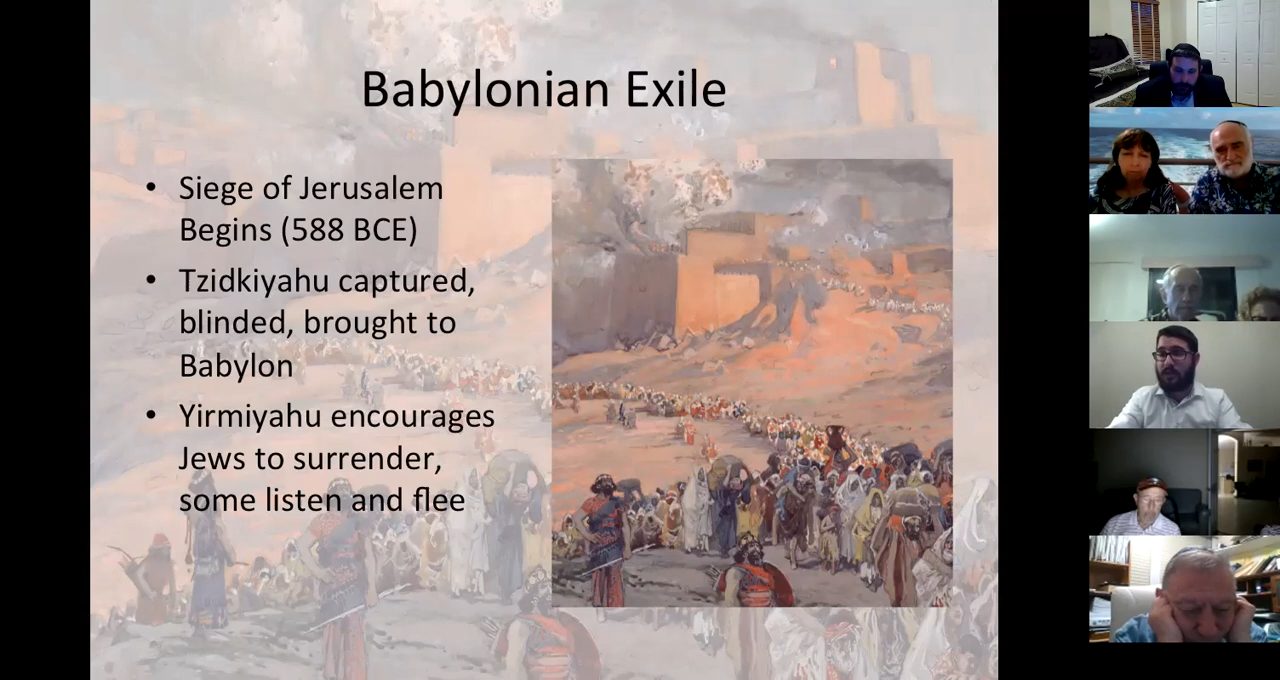 Babylonian Exile
• Siege of Jerusalem
Begins (588 BCE)
• Tzidkiyahu captured,
blinded, brought to
Babylon
• Yirmiyahu encourages
Jews to surrender,
some listen and flee